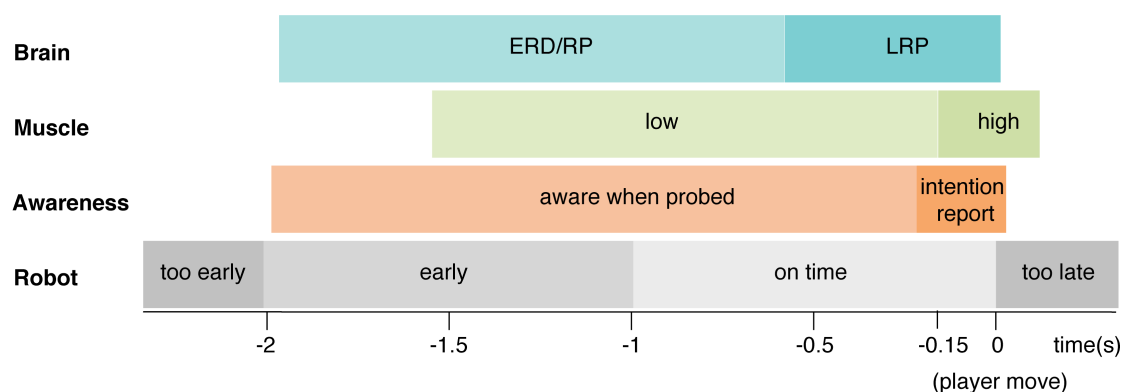 Brain ERD/RP LRP
Muscle low high
Awareness aware when probed intention
report
Robot too early early on time too late
-2 -1.5 -1 -0.5 -0.15 0 time(s)
(player move)